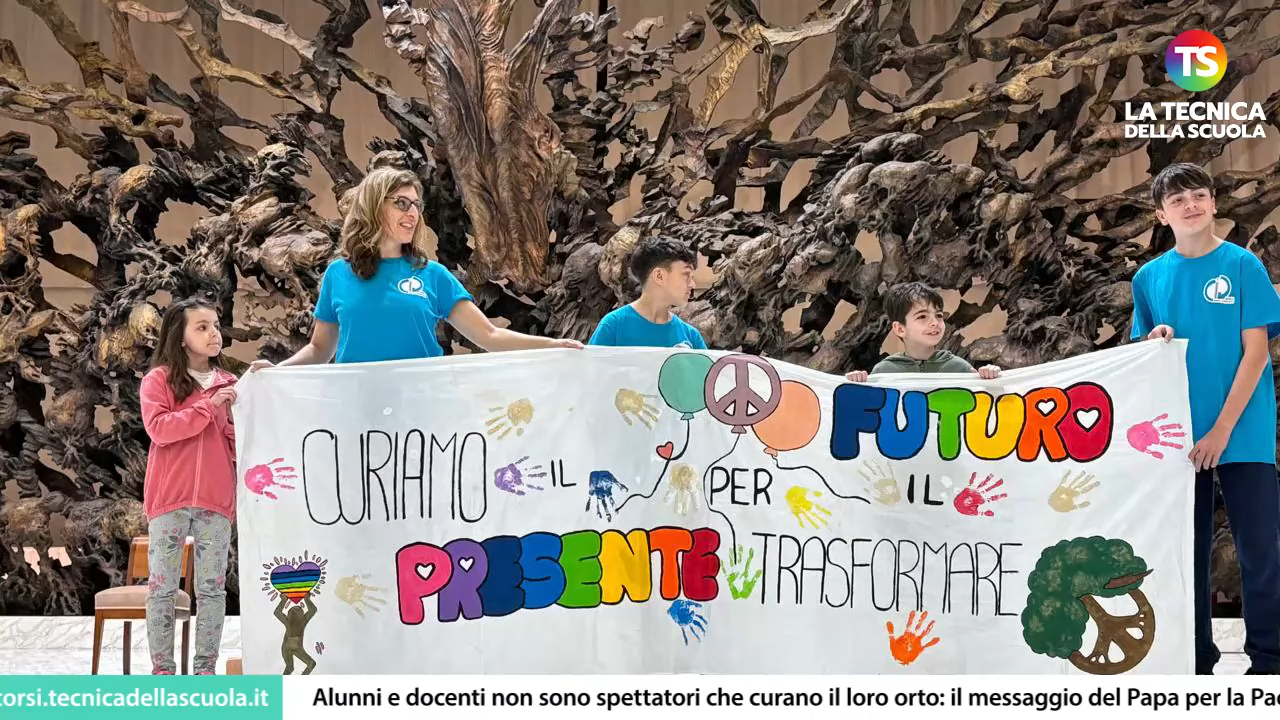 TS
LA TECNICA
DELLA SCUOLA
CURIAMO IL PER FUTURO IL
PRESENTE TRASFORMARE
corsi.tecnicadellascuola.it
Alunni e docenti non sono spettatori che curano il loro orto: il messaggio del Papa per la